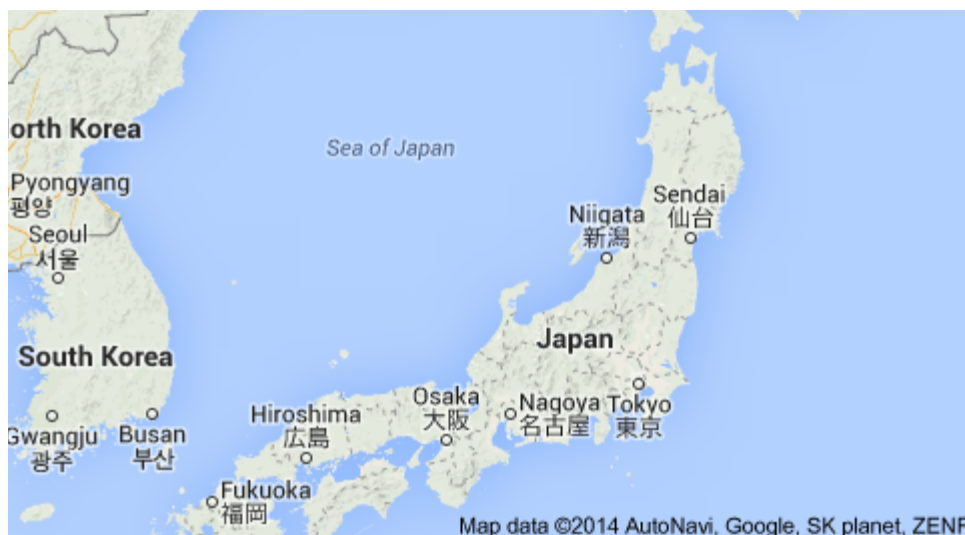 orth Korea
Sea of Japan
Pyongyang
평양
Sendai
仙台
Niigata
新潟
Seoul
서울
Japan
South Korea
Osaka
大阪
Nagoya
名古屋
Tokyo
東京
Hiroshima
広島
Gwangju
광주
Busan
부산
Fukuoka
福岡
Map data ©2014 AutoNavi, Google, SK planet, ZENR